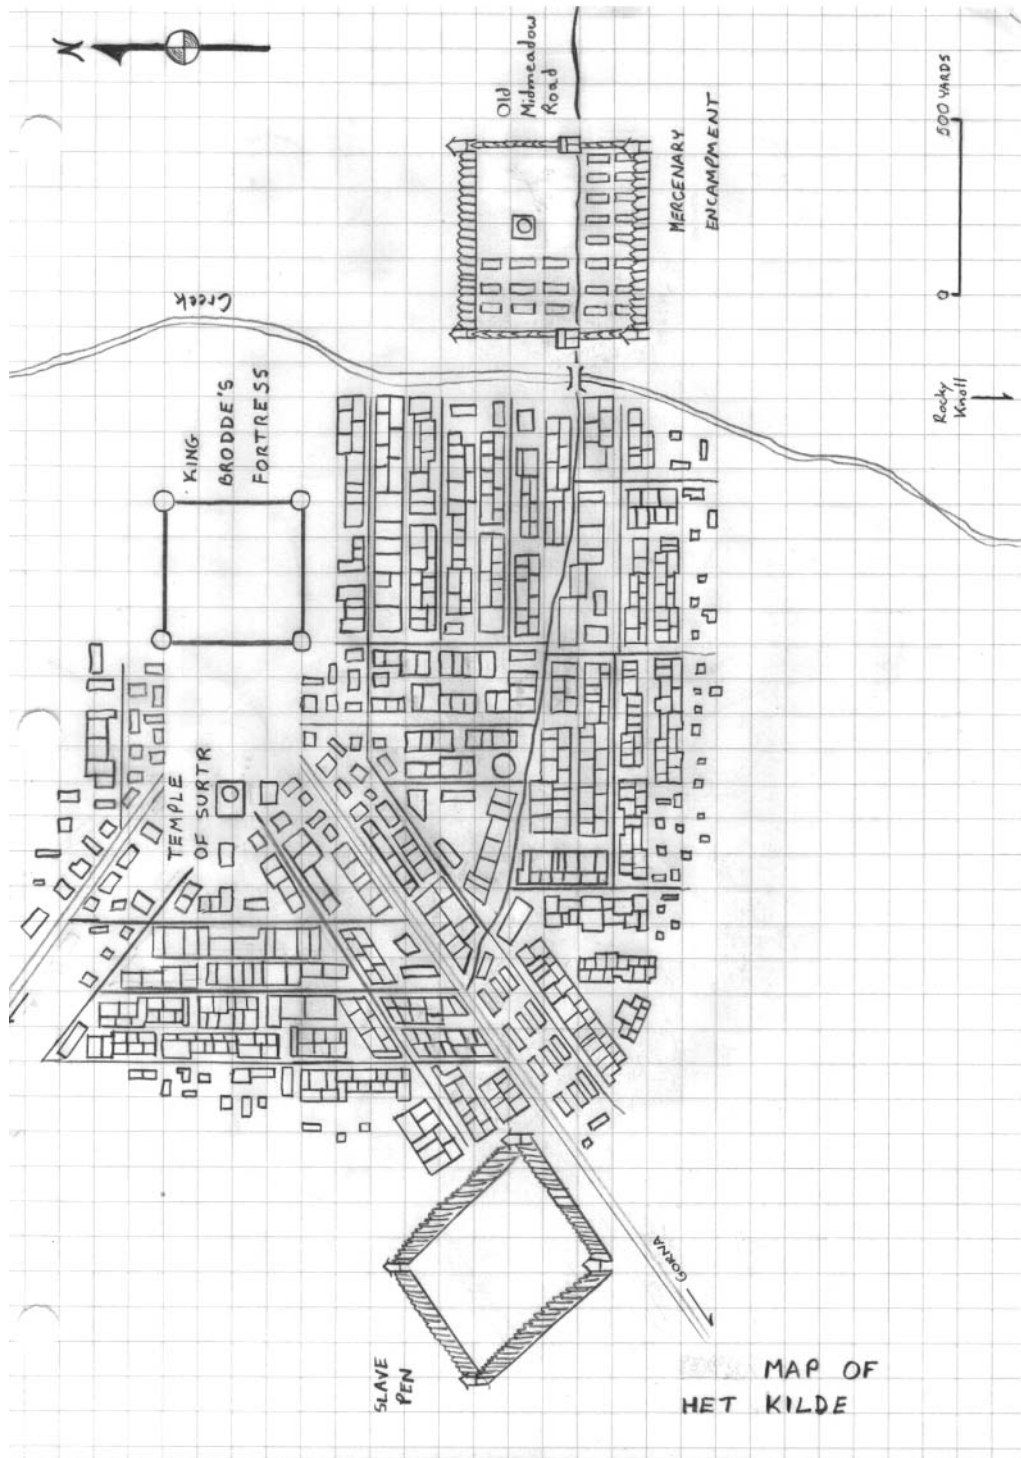 N
Old
Midmeadow
Road
500 YARDS
0
MERCENARY
ENCAMPMENT
Creek
KING
BRODDE'S
FORTRESS
Rocky
Knoll
TEMPLE
OF SURTR
GORNA
SLAVE
PEN
MAP OF
HET KILDE